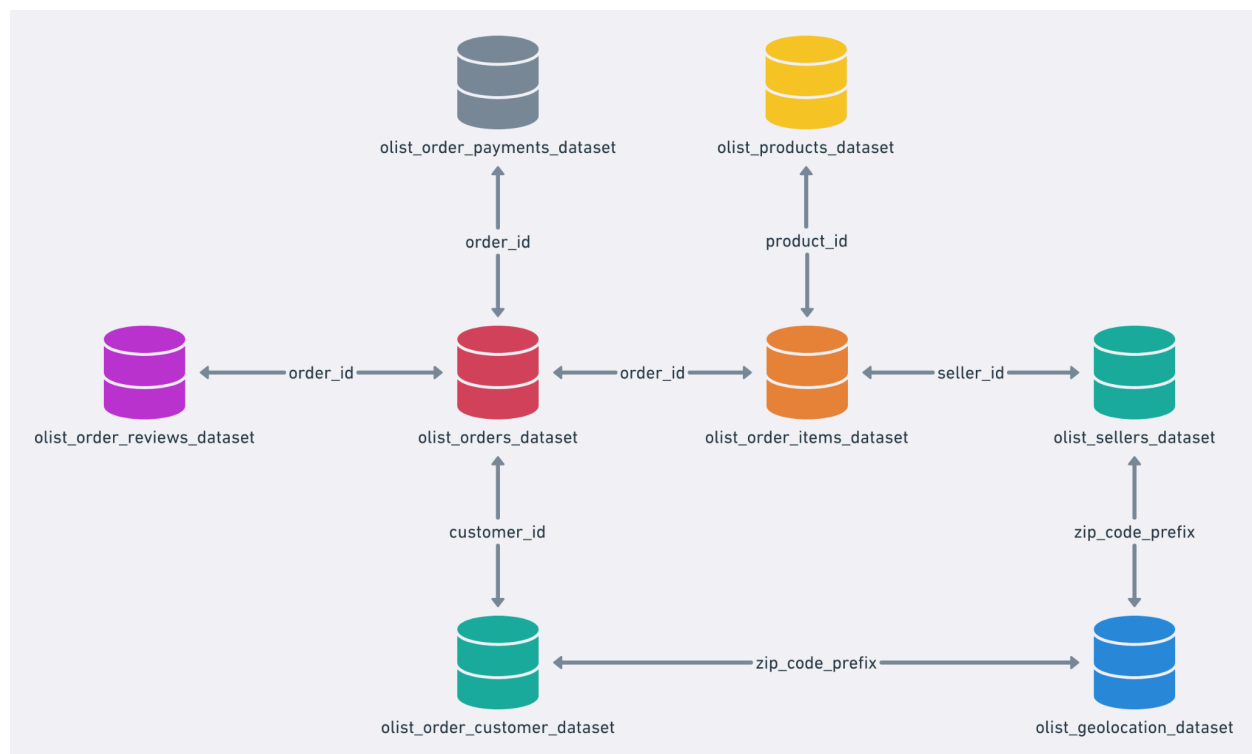 olist_order_payments_dataset
olist_products_dataset
order_id
product_id
order_id
order_id
seller_id
olist_order_reviews_dataset
olist_orders_dataset
olist_order_items_dataset
olist_sellers_dataset
customer_id
zip_code_prefix
zip_code_prefix
olist_order_customer_dataset
olist_geolocation_dataset